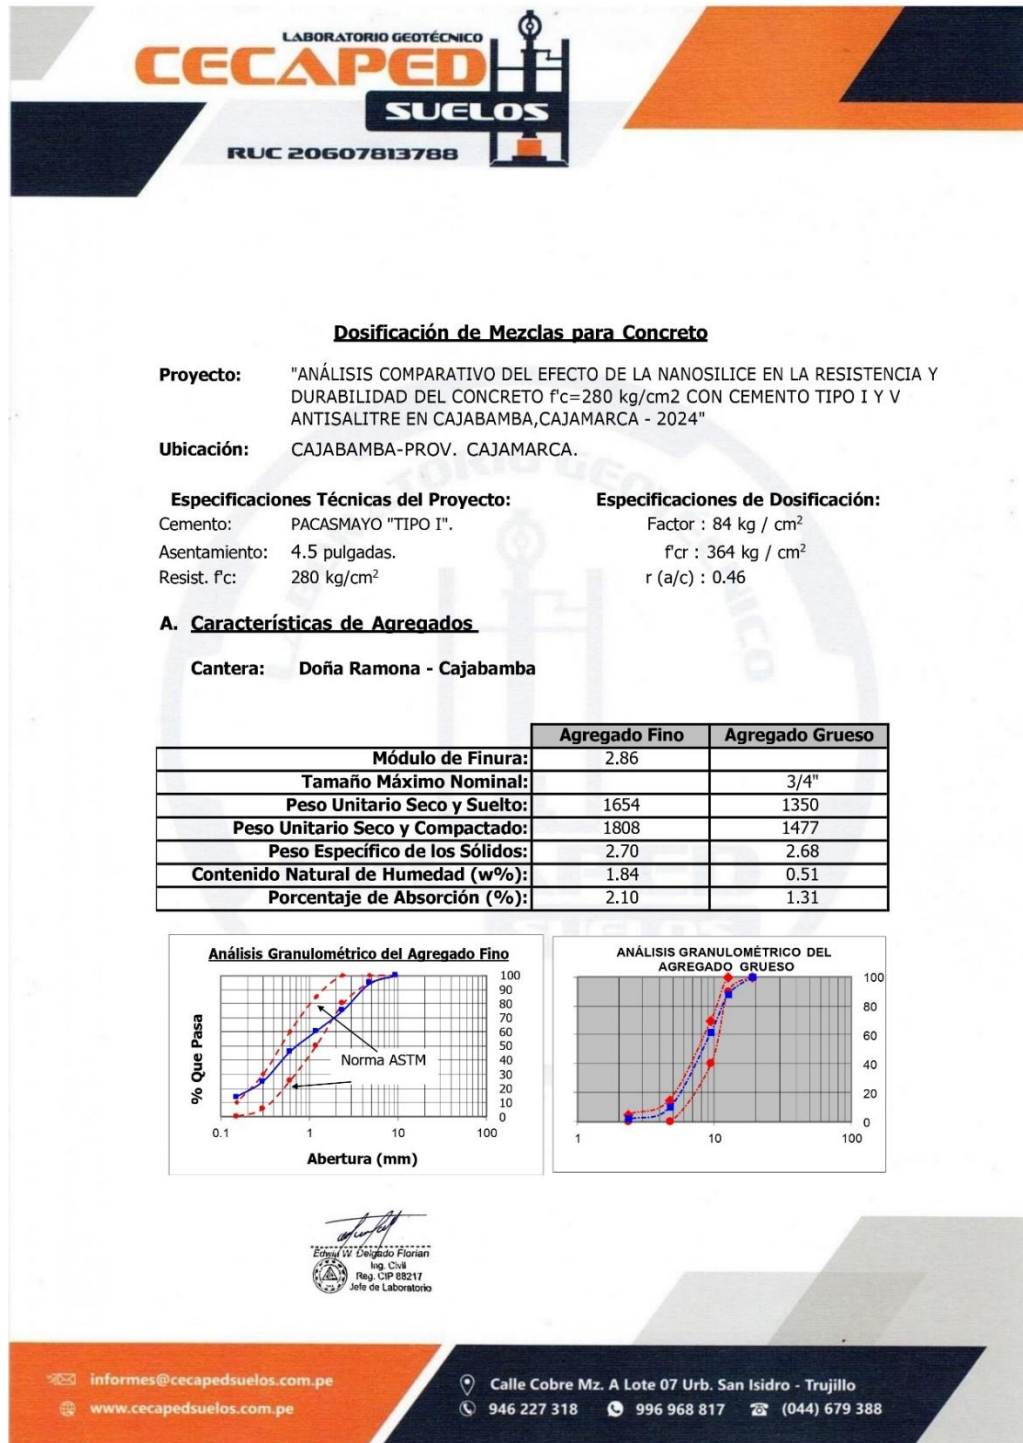 LABORATORIO GEOTÉCNICO
CECAPED
SUELOS
RUC 20607813788
Dosificación de Mezclas para Concreto
Proyecto: "ANÁLISIS COMPARATIVO DEL EFECTO DE LA NANOSILICE EN LA RESISTENCIA Y
DURABILIDAD DEL CONCRETO f'c=280 kg/cm2 CON CEMENTO TIPO I Y V
ANTISALITRE EN CAJABAMBA,CAJAMARCA - 2024"
Ubicación: CAJABAMBA-PROV. CAJAMARCA.
Especificaciones Técnicas del Proyecto: Especificaciones de Dosificación:
Cemento: PACASMAYO "TIPO I". Factor : 84 kg / cm²
Asentamiento: 4.5 pulgadas. f'cr : 364 kg / cm²
Resist. f'c: 280 kg/cm² r (a/c) : 0.46
A. Características de Agregados
Cantera: Doña Ramona - Cajabamba
Agregado Fino Agregado Grueso
Módulo de Finura: 2.86
Tamaño Máximo Nominal: 3/4"
Peso Unitario Seco y Suelto: 1654 1350
Peso Unitario Seco y Compactado: 1808 1477
Peso Específico de los Sólidos: 2.70 2.68
Contenido Natural de Humedad (w%): 1.84 0.51
Porcentaje de Absorción (%): 2.10 1.31
Análisis Granulométrico del Agregado Fino
100
90
80
70
60
50
40
30
20
10
0
% Que Pasa
Norma ASTM
0.1 1 10 100
Abertura (mm)
ANÁLISIS GRANULOMÉTRICO DEL
AGREGADO GRUESO
100
80
60
40
20
0
1 10 100
Edwin W. Delgado Florian
Ing. Civil
Reg. CIP 88217
Jefe de Laboratorio
LABORATORIO GEOTÉCNICO
CECAPED
SUELOS
informes@cecapedsuelos.com.pe
www.cecapedsuelos.com.pe
Calle Cobre Mz. A Lote 07 Urb. San Isidro - Trujillo
946 227 318 996 968 817 (044) 679 388